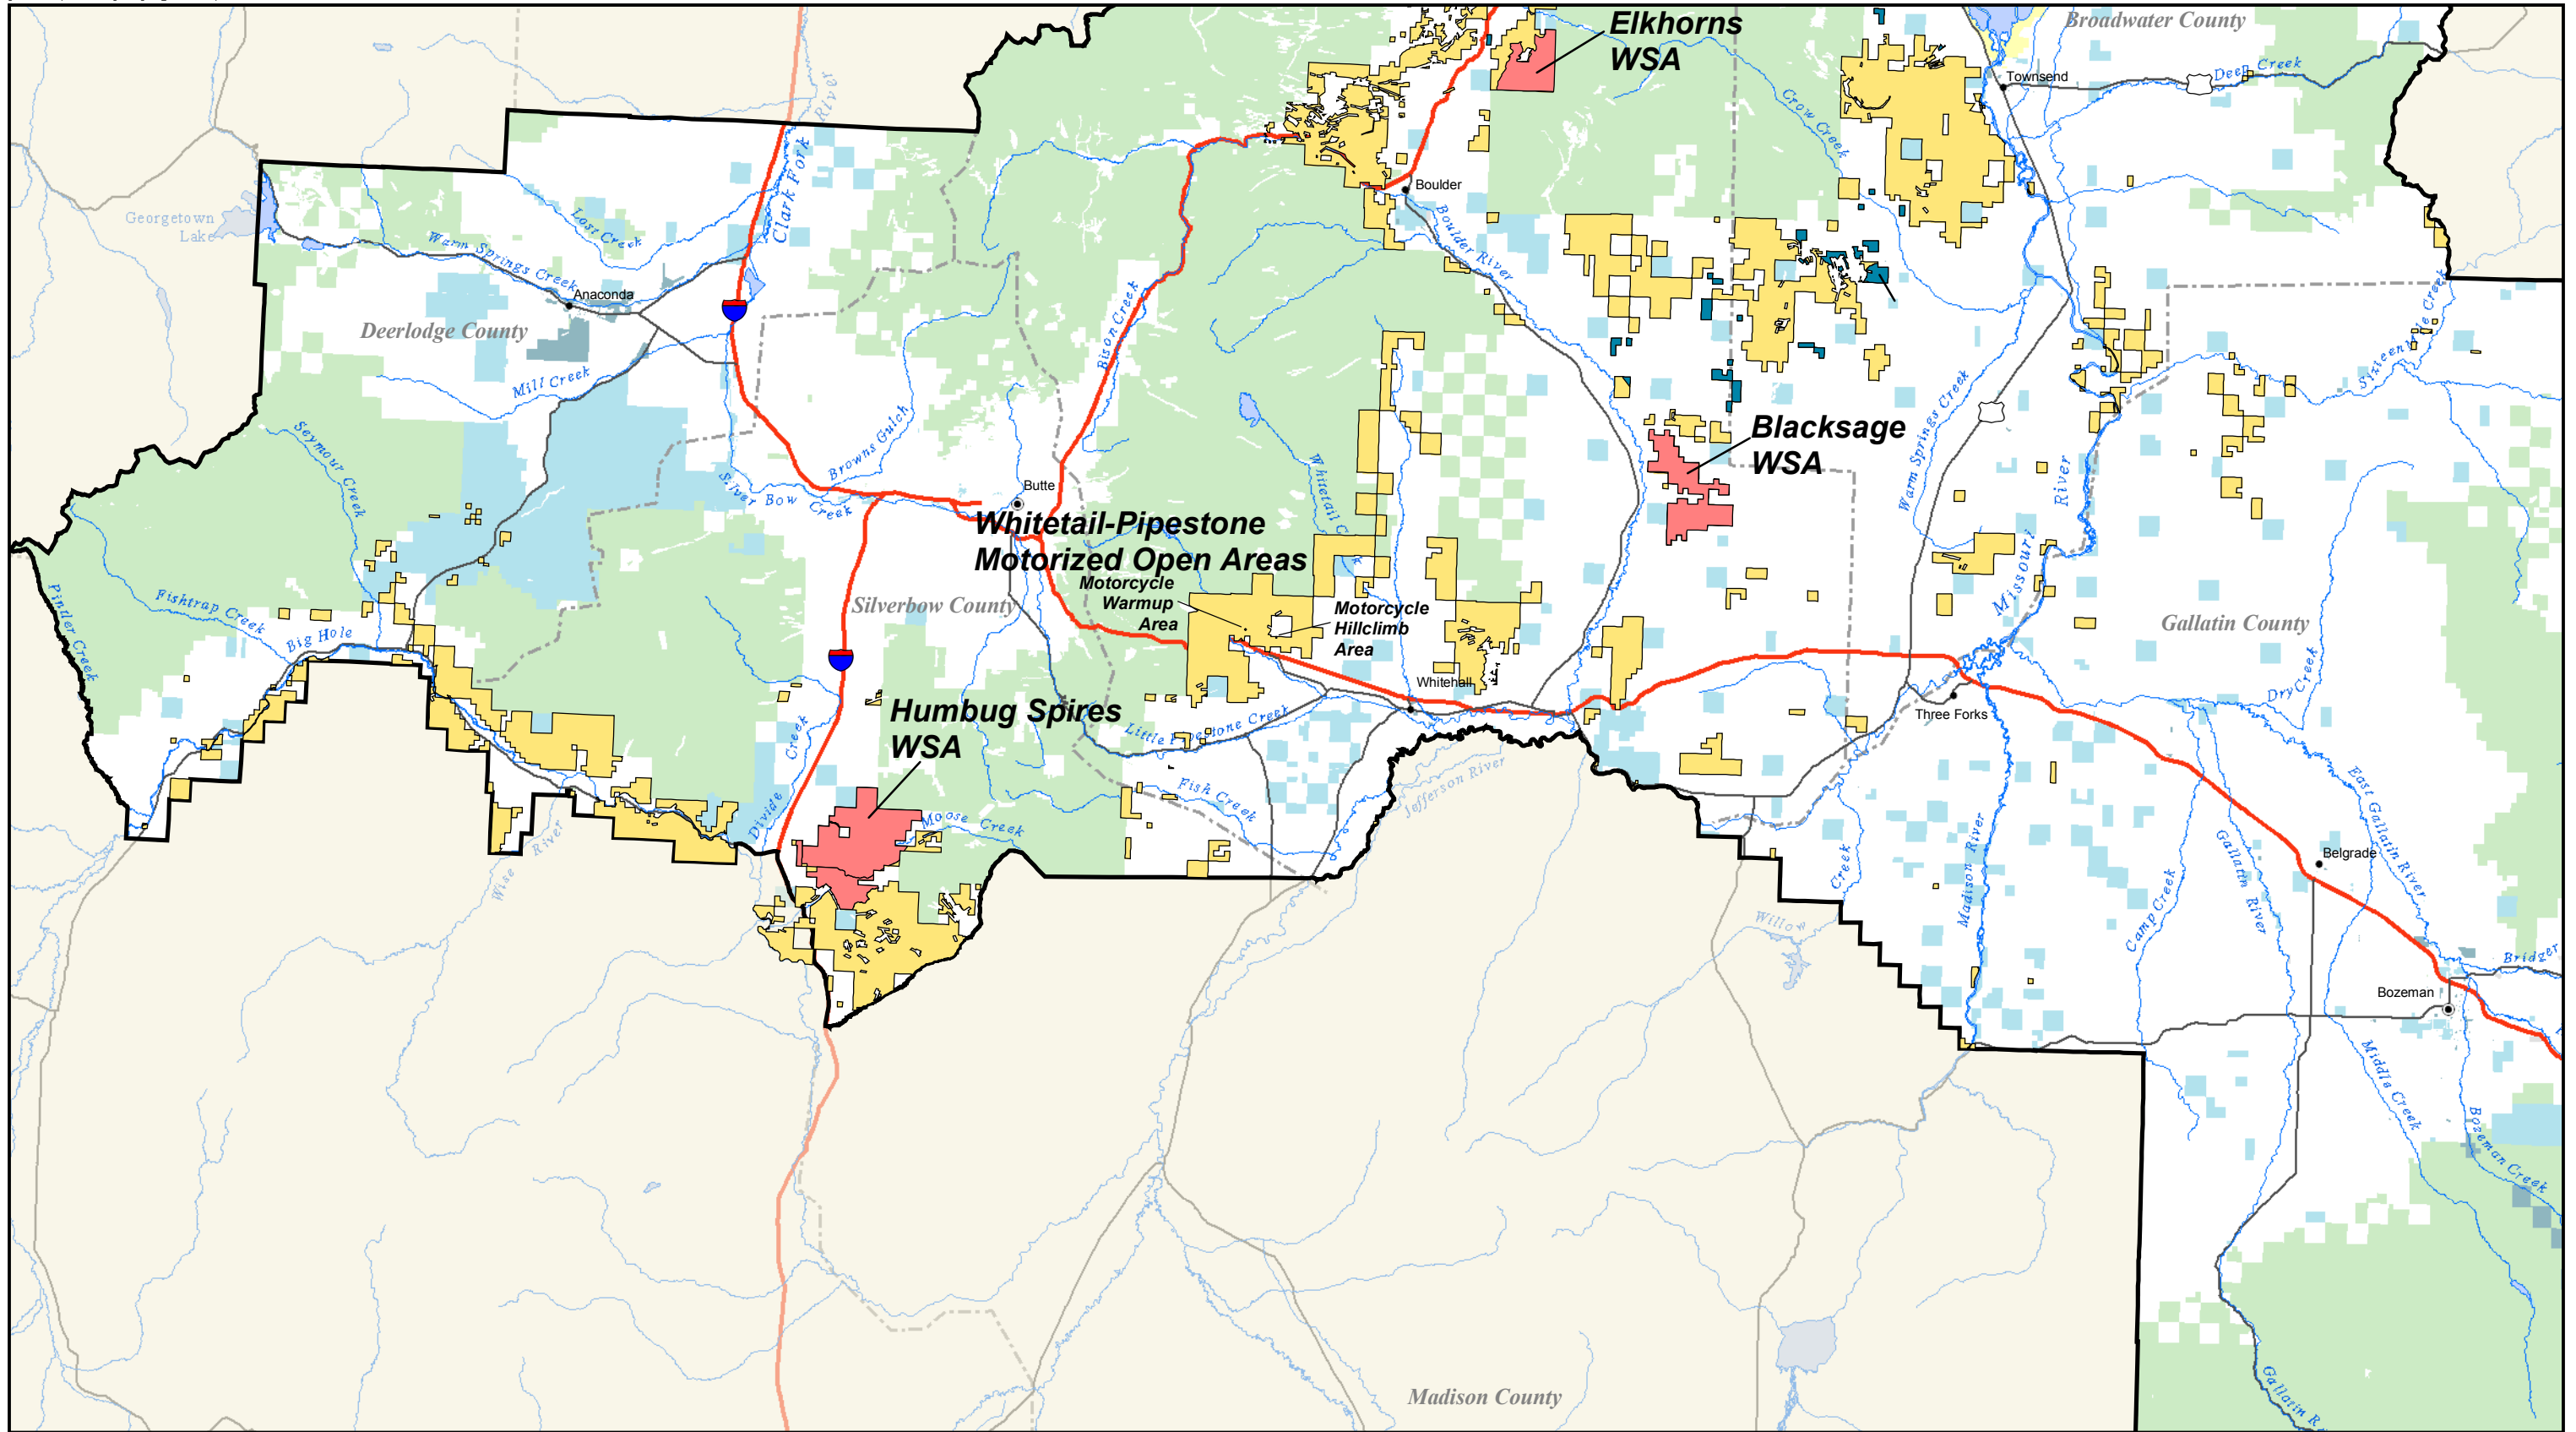 Elkhorns
WSA
Broadwater County
Townsend
Deep Creek
Crow Creek
River
Clark Fork
Boulder
Boulder River
Georgetown
Lake
Lost Creek
Warm Springs Creek
Anaconda
Deerlodge County
Mill Creek
Bison Creek
Sixteenmile Creek
Warm Springs Creek
Blacksage
WSA
Seymour Creek
Browns Gulch
Silver Bow Creek
Butte
Whitetail
River
Whitetail-Pipestone
Motorized Open Areas
Motorcycle
Warmup
Area
Motorcycle
Hillclimb
Area
Silverbow County
Missouri
Gallatin County
Pintler Creek
Fishtrap Creek
Big Hole
Whitehall
Three Forks
Dry Creek
Humbug Spires
WSA
Little Pipestone Creek
Divide Creek
Fish Creek
Jefferson River
Moose Creek
Wise River
East Gallatin River
Belgrade
Madison River
Creek
Camp Creek
Gallatin River
Willow
Bridger
Bozeman
Middle Creek
Bozeman Creek
Madison County
Gallatin R